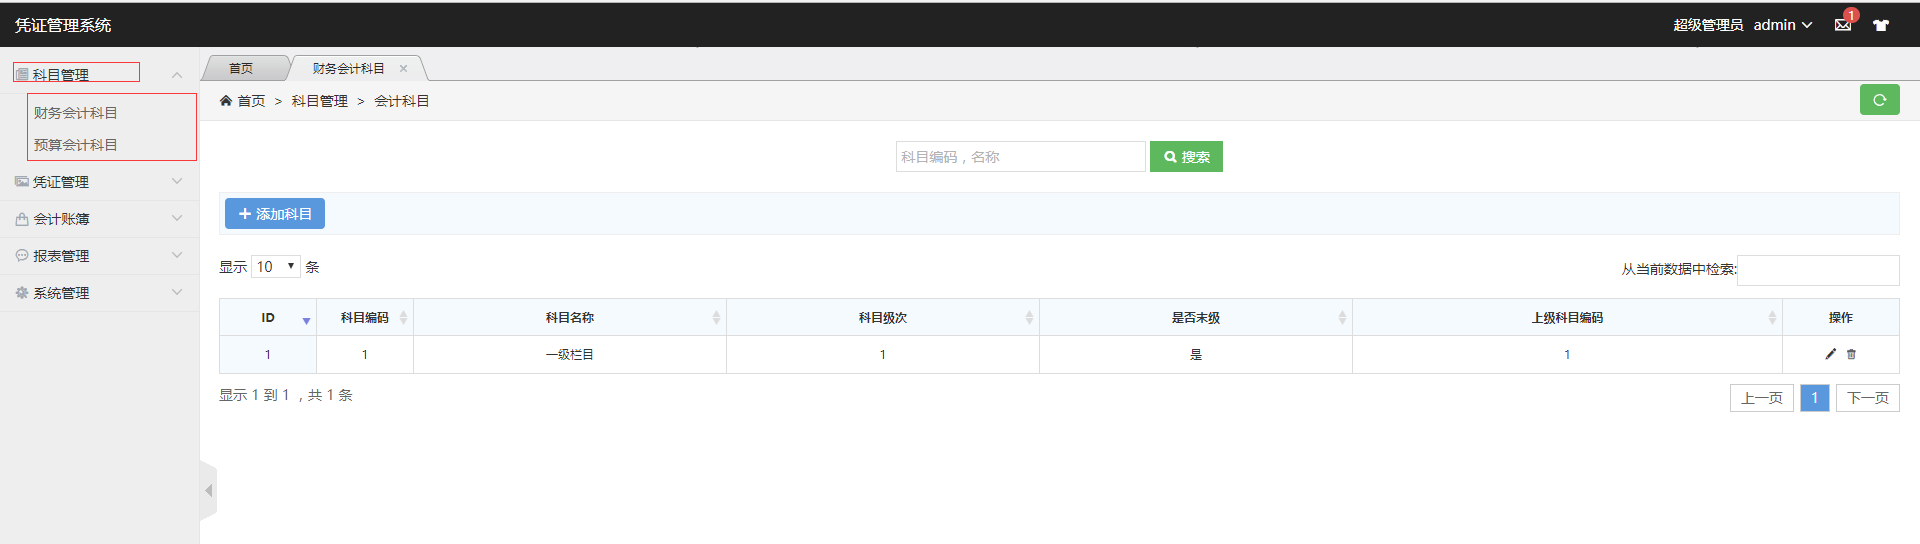 凭证管理系统
超级管理员 admin
1
科目管理
财务会计科目
预算会计科目
凭证管理
会计账簿
报表管理
系统管理
首页 财务会计科目
首页 > 科目管理 > 会计科目
科目编码，名称 搜索
添加科目
显示 10 条
从当前数据中检索:
ID 科目编码 科目名称 科目级次 是否末级 上级科目编码 操作
1 1 一级栏目 1 是 1
显示 1 到 1 ，共 1 条
上一页 1 下一页